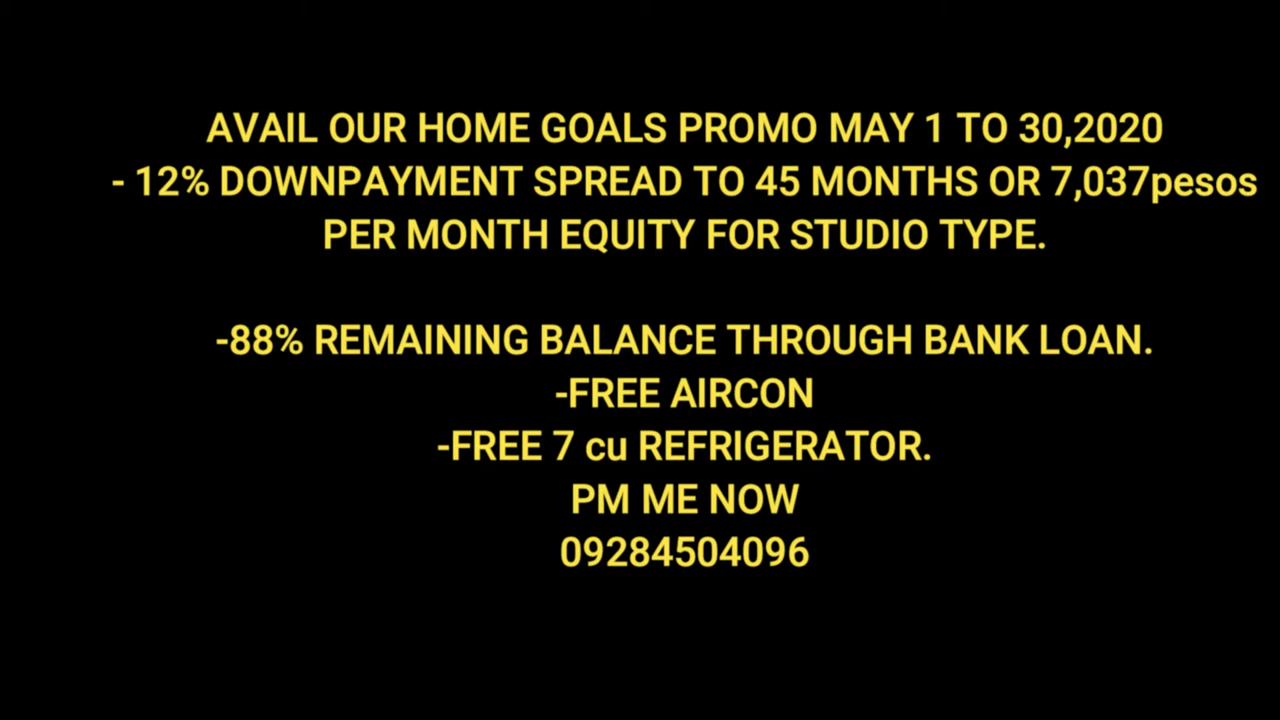 AVAIL OUR HOME GOALS PROMO MAY 1 TO 30,2020
- 12% DOWNPAYMENT SPREAD TO 45 MONTHS OR 7,037pesos
PER MONTH EQUITY FOR STUDIO TYPE.
-88% REMAINING BALANCE THROUGH BANK LOAN.
-FREE AIRCON
-FREE 7 cu REFRIGERATOR.
PM ME NOW
09284504096